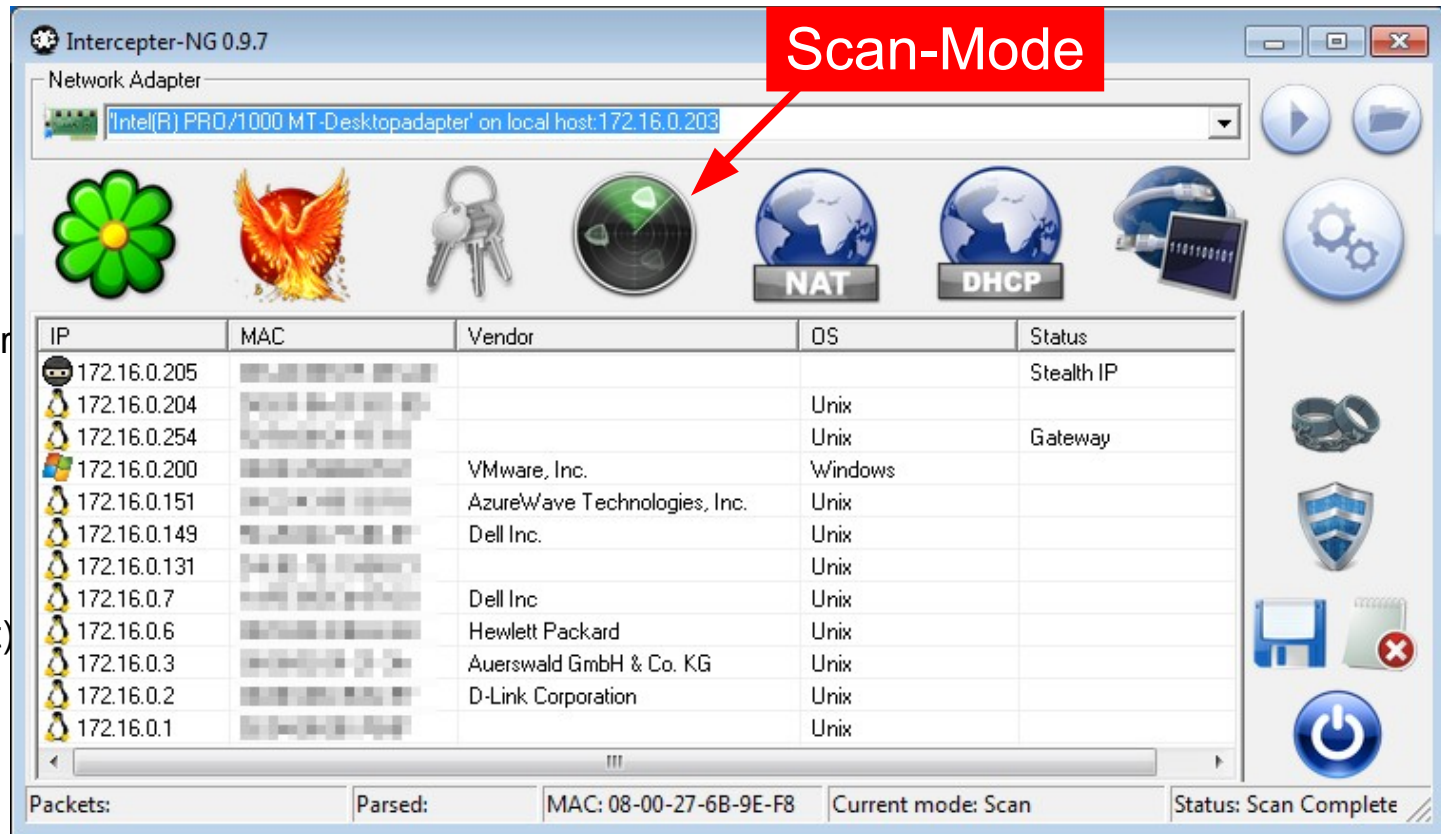 Intercepter-NG 0.9.7
Scan-Mode
Network Adapter
'Intel(R) PRO/1000 MT-Desktopadapter' on local host:172.16.0.203
NAT
DHCP
11011100101
IP MAC Vendor OS Status
172.16.0.205 Stealth IP
172.16.0.204 Unix
172.16.0.254 Unix Gateway
172.16.0.200 VMware, Inc. Windows
172.16.0.151 AzureWave Technologies, Inc. Unix
172.16.0.149 Dell Inc. Unix
172.16.0.131 Unix
172.16.0.7 Dell Inc Unix
172.16.0.6 Hewlett Packard Unix
172.16.0.3 Auerswald GmbH & Co. KG Unix
172.16.0.2 D-Link Corporation Unix
172.16.0.1 Unix
Packets: Parsed: MAC: 08-00-27-6B-9E-F8 Current mode: Scan Status: Scan Complete